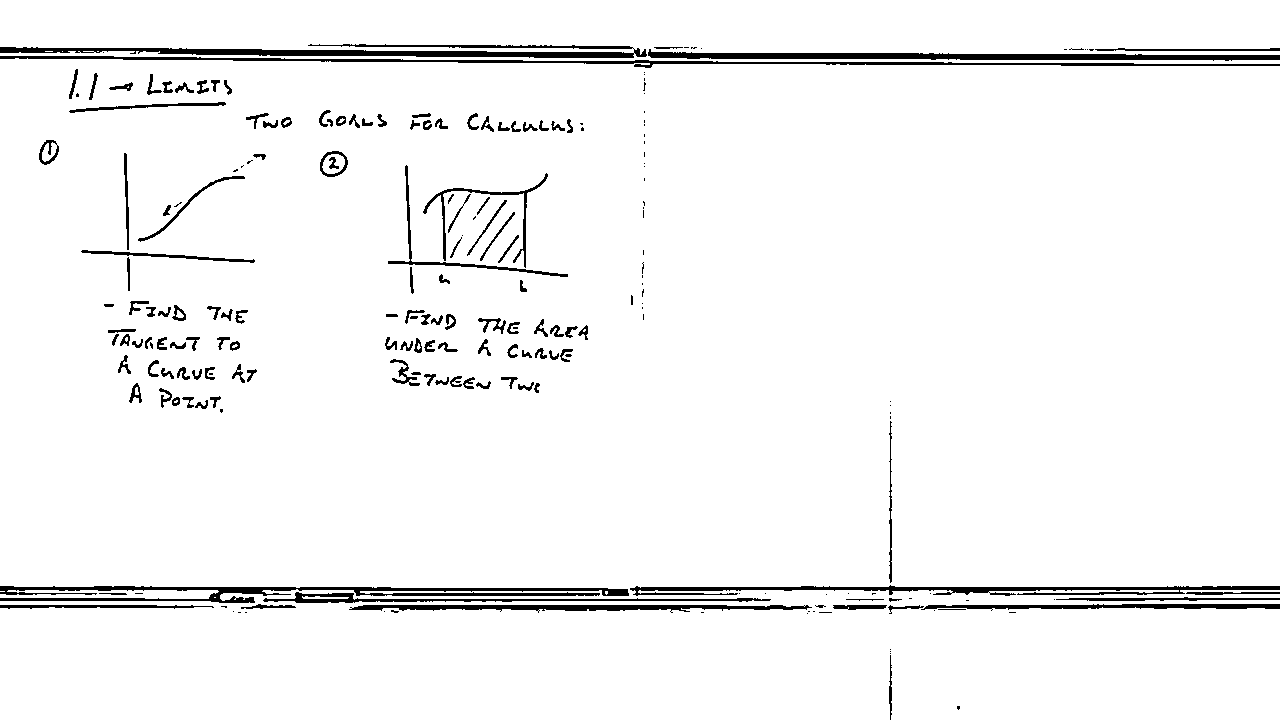 1.1 → LIMITS
TWO GOALS FOR CALCULUS:
①
②
a b
- FIND THE
TANGENT TO
A CURVE AT
A POINT.
- FIND THE AREA
UNDER A CURVE
BETWEEN TWO